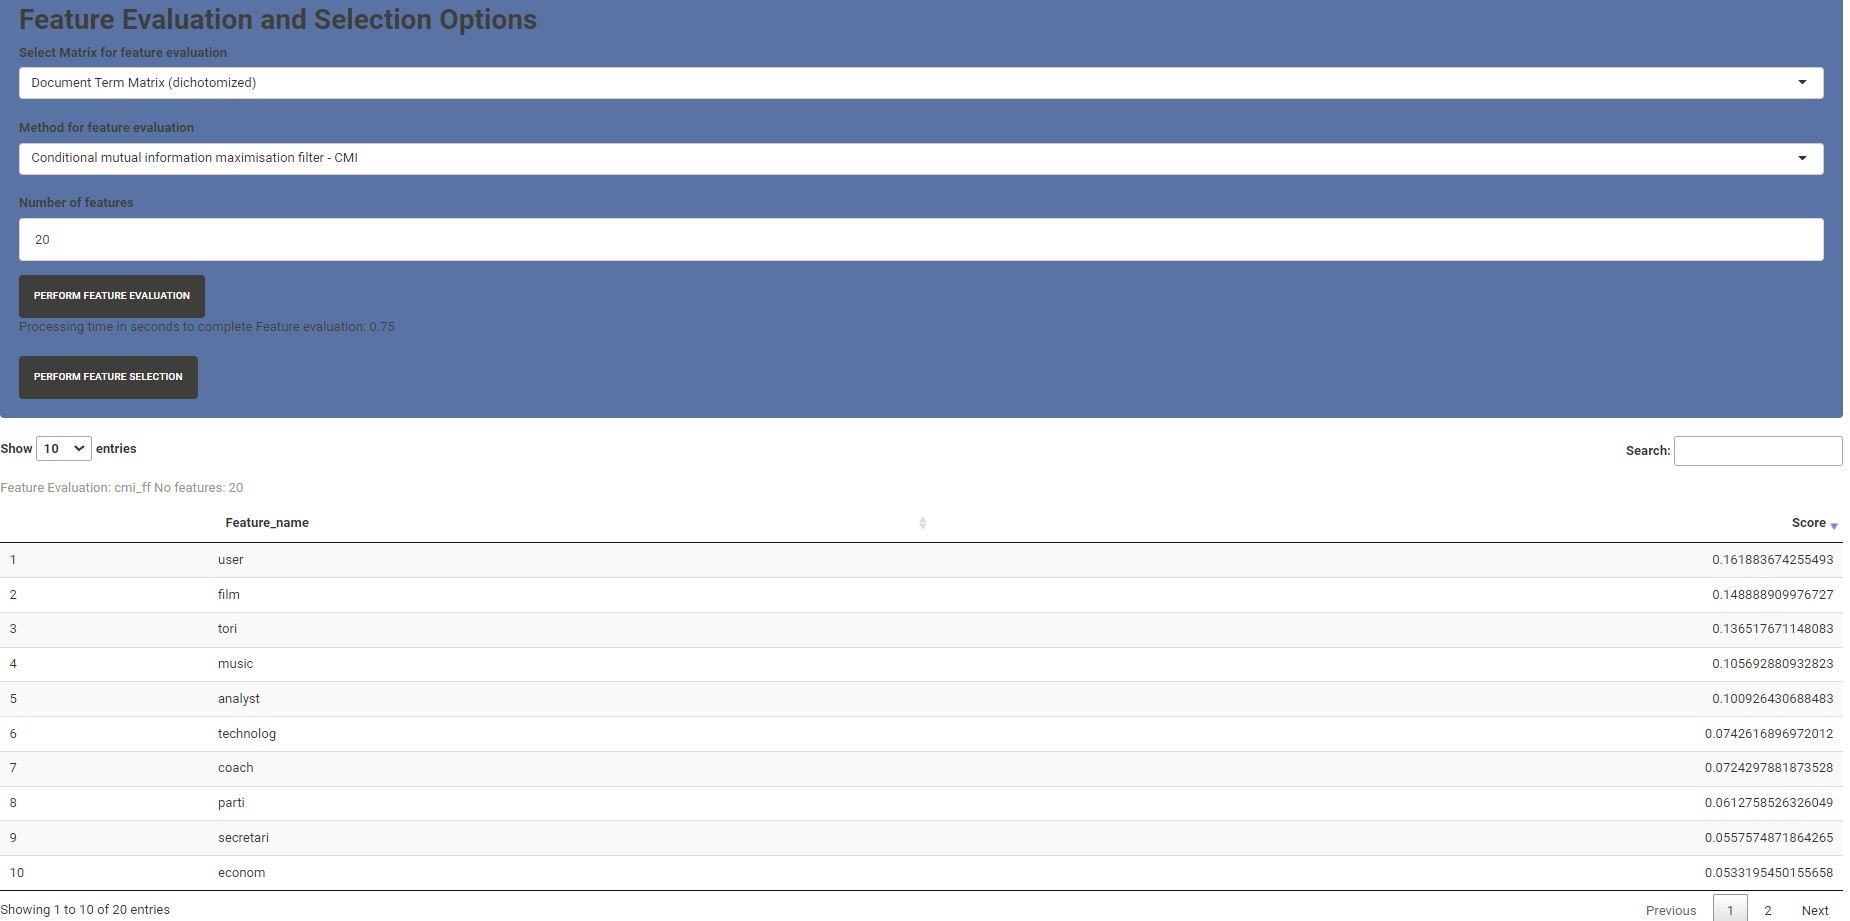 Feature Evaluation and Selection Options
Select Matrix for feature evaluation
Document Term Matrix (dichotomized)
Method for feature evaluation
Conditional mutual information maximisation filter - CMI
Number of features
20
PERFORM FEATURE EVALUATION
Processing time in seconds to complete Feature evaluation: 0.75
PERFORM FEATURE SELECTION
Show 10 entries Search:
Feature Evaluation: cmi_ff No features: 20
Feature_name Score
1 user 0.161883674255493
2 film 0.148888909976727
3 tori 0.136517671148083
4 music 0.105692880932823
5 analyst 0.100926430688483
6 technolog 0.0742616896972012
7 coach 0.0724297881873528
8 parti 0.0612758526326049
9 secretari 0.0557574871864265
10 econom 0.0533195450155658
Showing 1 to 10 of 20 entries Previous 1 2 Next